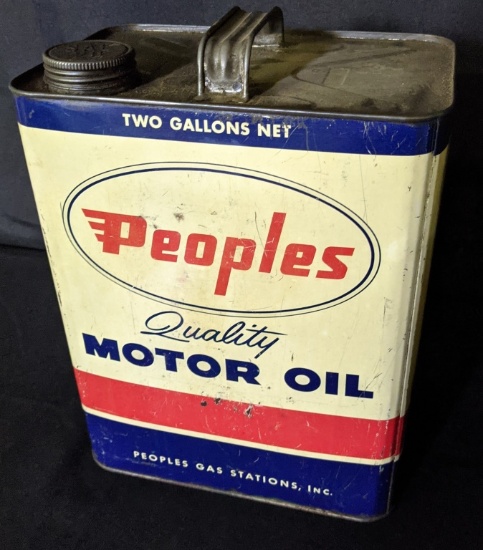 TWO GALLONS NET
Peoples
Quality
MOTOR OIL
PEOPLES GAS STATIONS, INC.